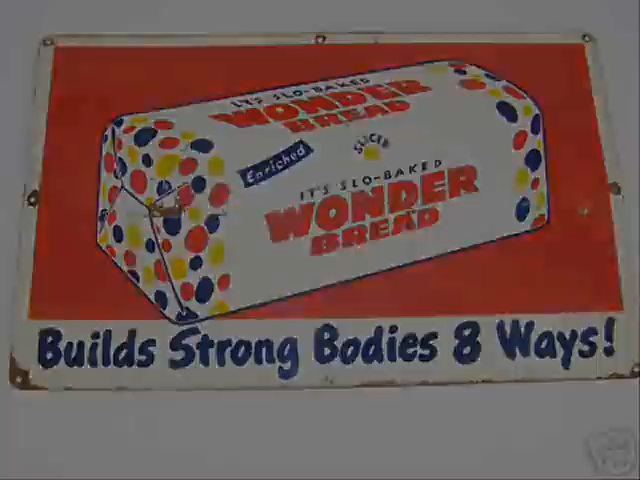 IT'S SLO-BAKED
WONDER
BREAD
Enriched
SLICED
IT'S SLO-BAKED
WONDER
BREAD
Builds Strong Bodies 8 Ways!